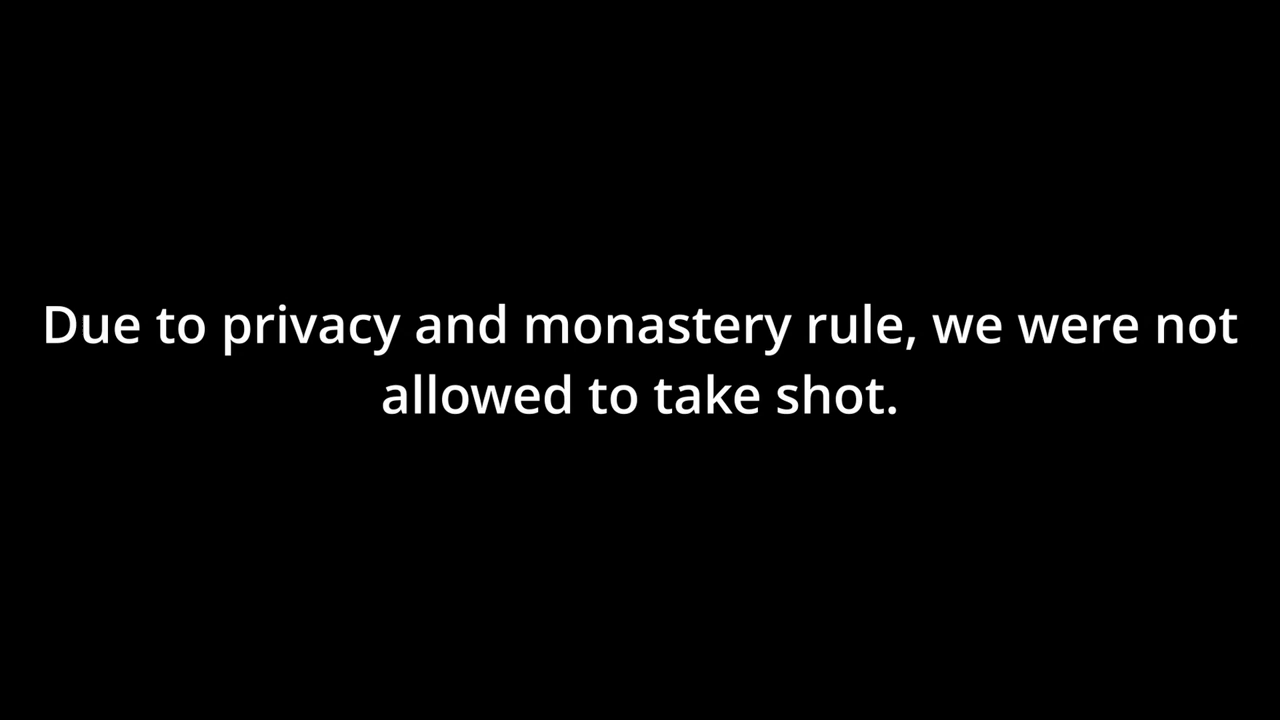 Due to privacy and monastery rule, we were not
allowed to take shot.